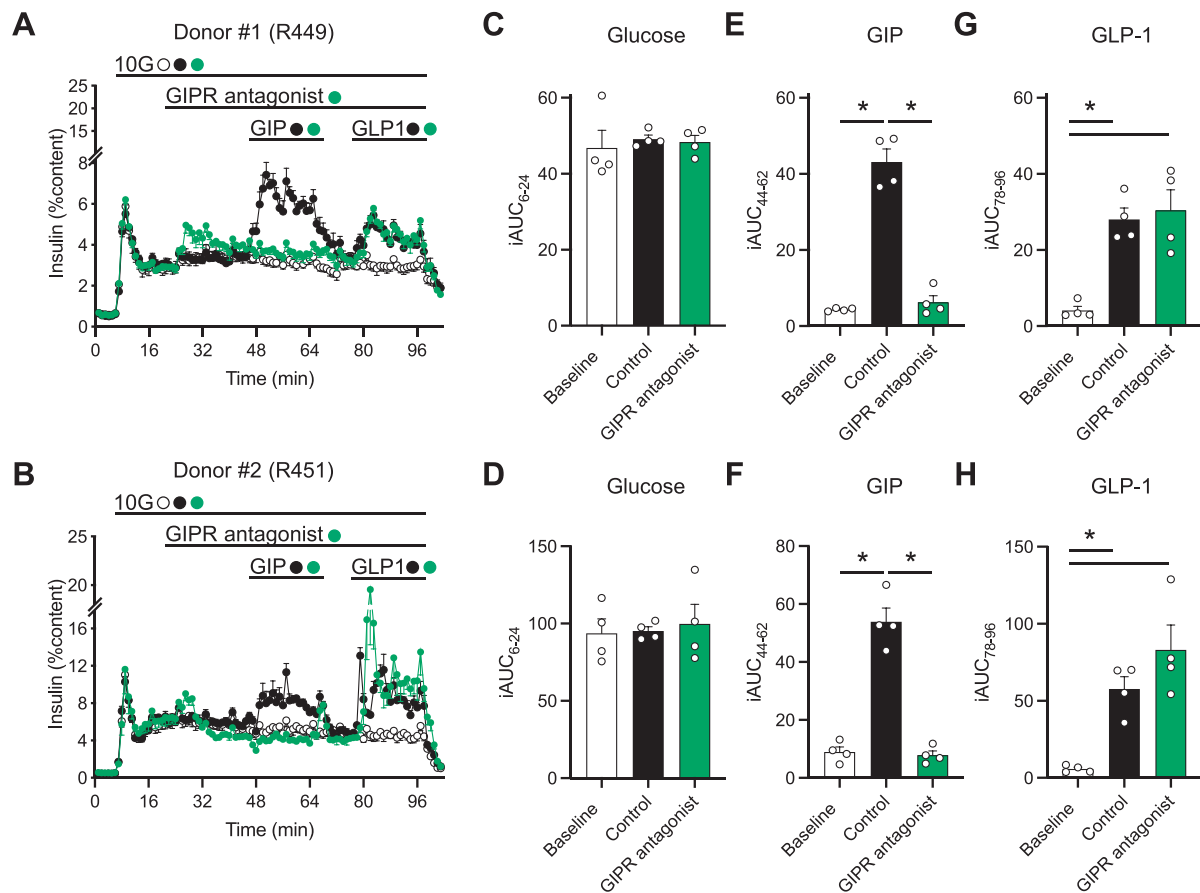 A
Donor #1 (R449)
10G
GIPR antagonist
GIP
GLP1
Insulin (%content)
25
20
15
8
6
4
2
0
0
16
32
48
64
80
96
Time (min)
C
Glucose
iAUC6-24
60
40
20
0
Baseline
Control
GIPR antagonist
E
GIP
* *
iAUC44-62
60
40
20
0
Baseline
Control
GIPR antagonist
G
GLP-1
*
iAUC78-96
60
40
20
0
Baseline
Control
GIPR antagonist
B
Donor #2 (R451)
10G
GIPR antagonist
GIP
GLP1
Insulin (%content)
25
20
16
12
8
4
0
0
16
32
48
64
80
96
Time (min)
D
Glucose
iAUC6-24
150
100
50
0
Baseline
Control
GIPR antagonist
F
GIP
* *
iAUC44-62
80
60
40
20
0
Baseline
Control
GIPR antagonist
H
GLP-1
*
iAUC78-96
150
100
50
0
Baseline
Control
GIPR antagonist